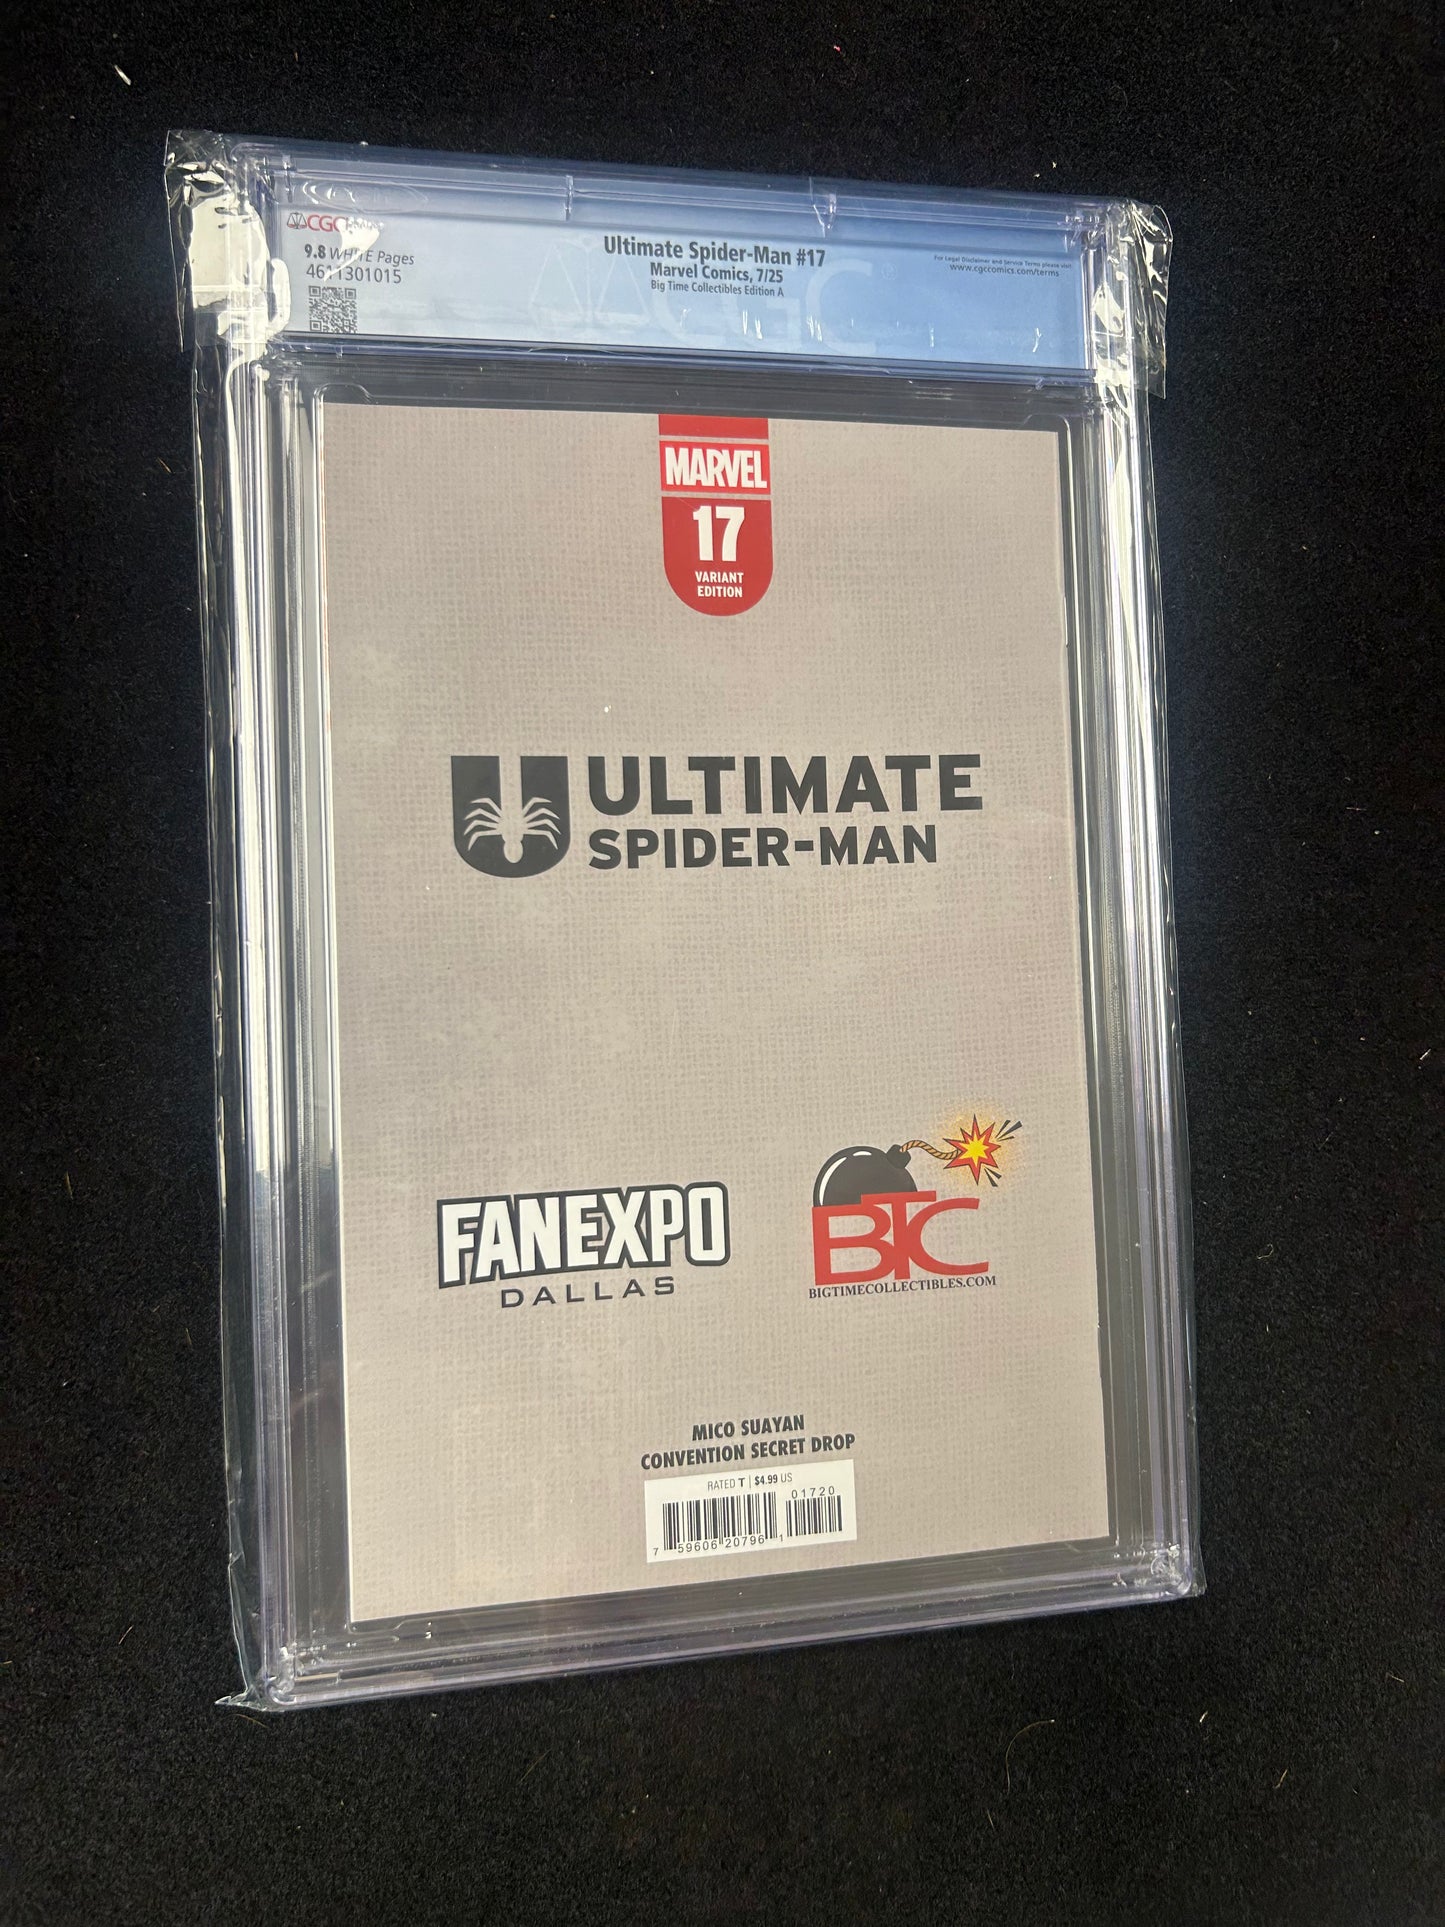 CGC
9.8 WHITE Pages
4611301015
Ultimate Spider-Man #17
Marvel Comics, 7/25
Big Time Collectibles Edition A
For Legal Disclaimer and Service Terms please visit
www.cgccomics.com/terms
CGC
MARVEL
17
VARIANT
EDITION
ULTIMATE
SPIDER-MAN
FANEXPO
DALLAS
BTC
BIGTIMECOLLECTIBLES.COM
MICO SUAYAN
CONVENTION SECRET DROP
RATED T | $4.99 US
01720
7 59606 20796 1